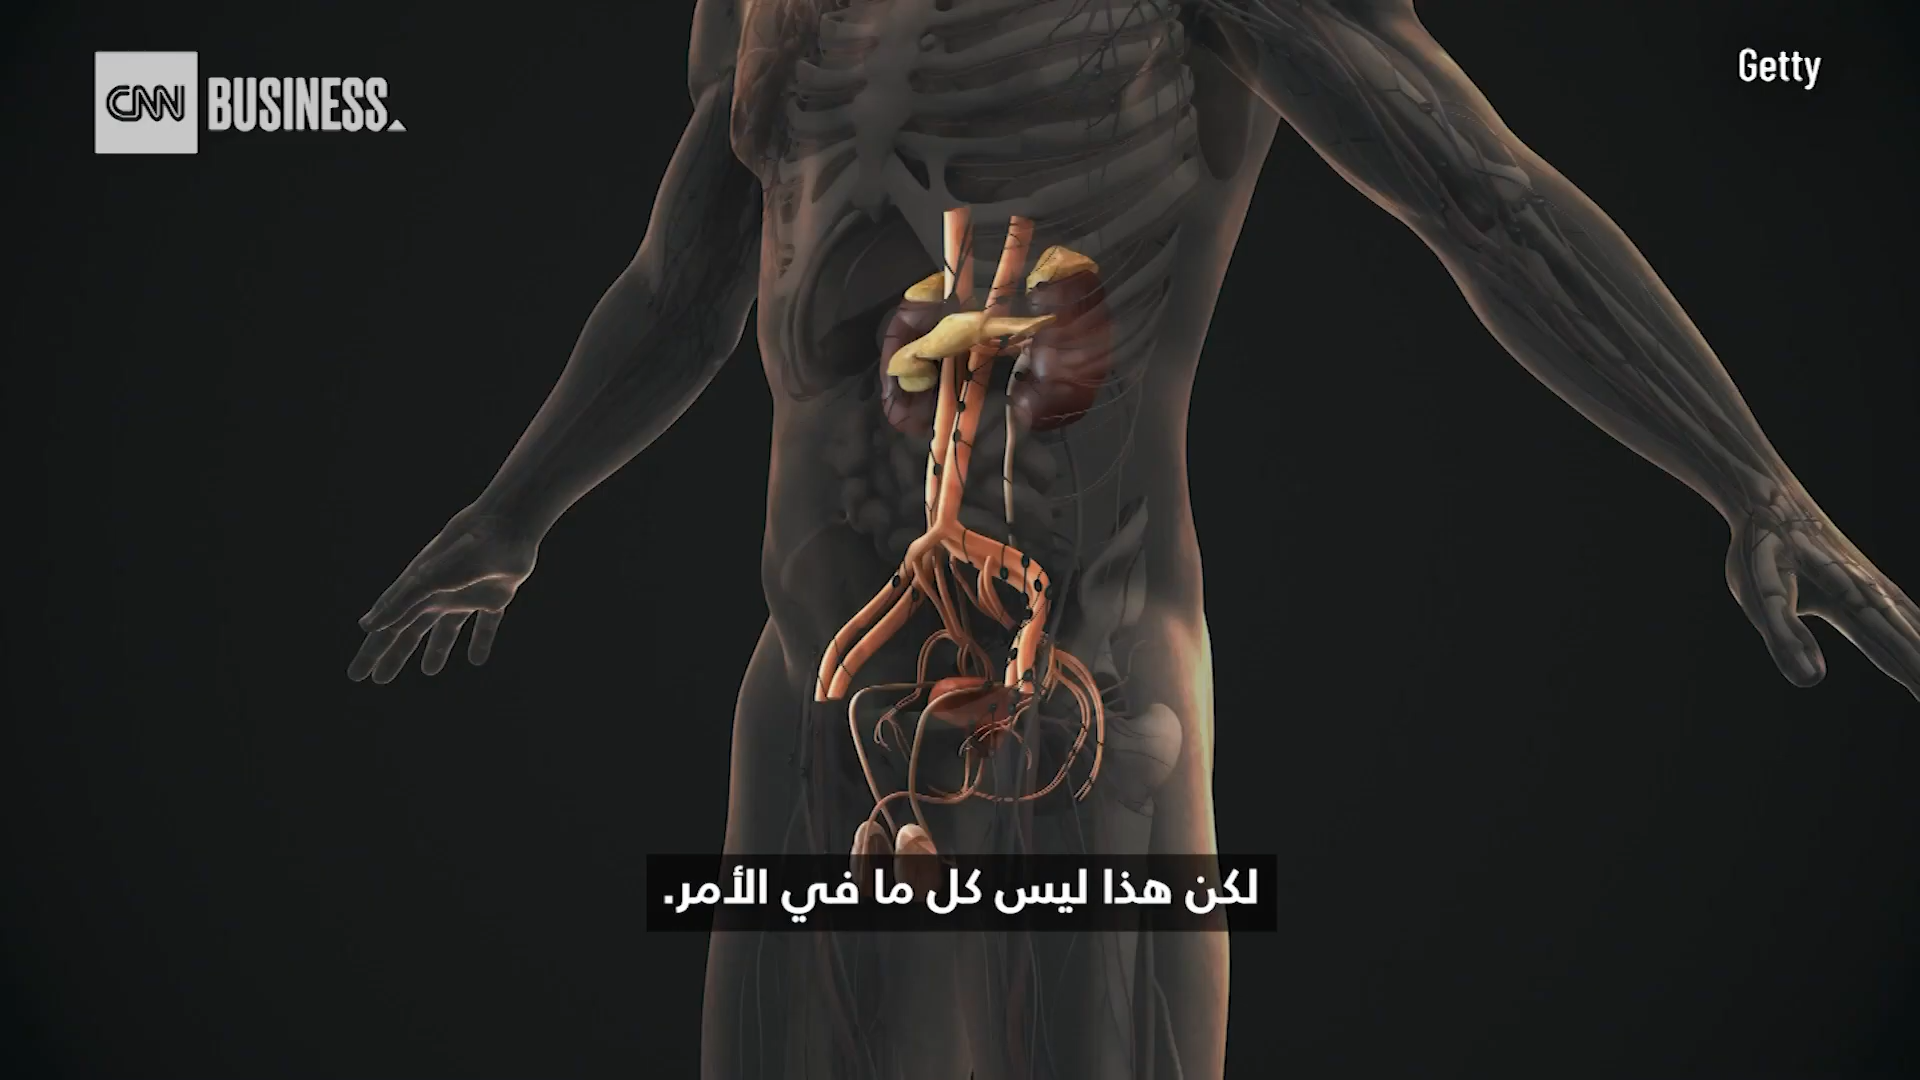 CNN BUSINESS
Getty
لكن هذا ليس كل ما في الأمر.